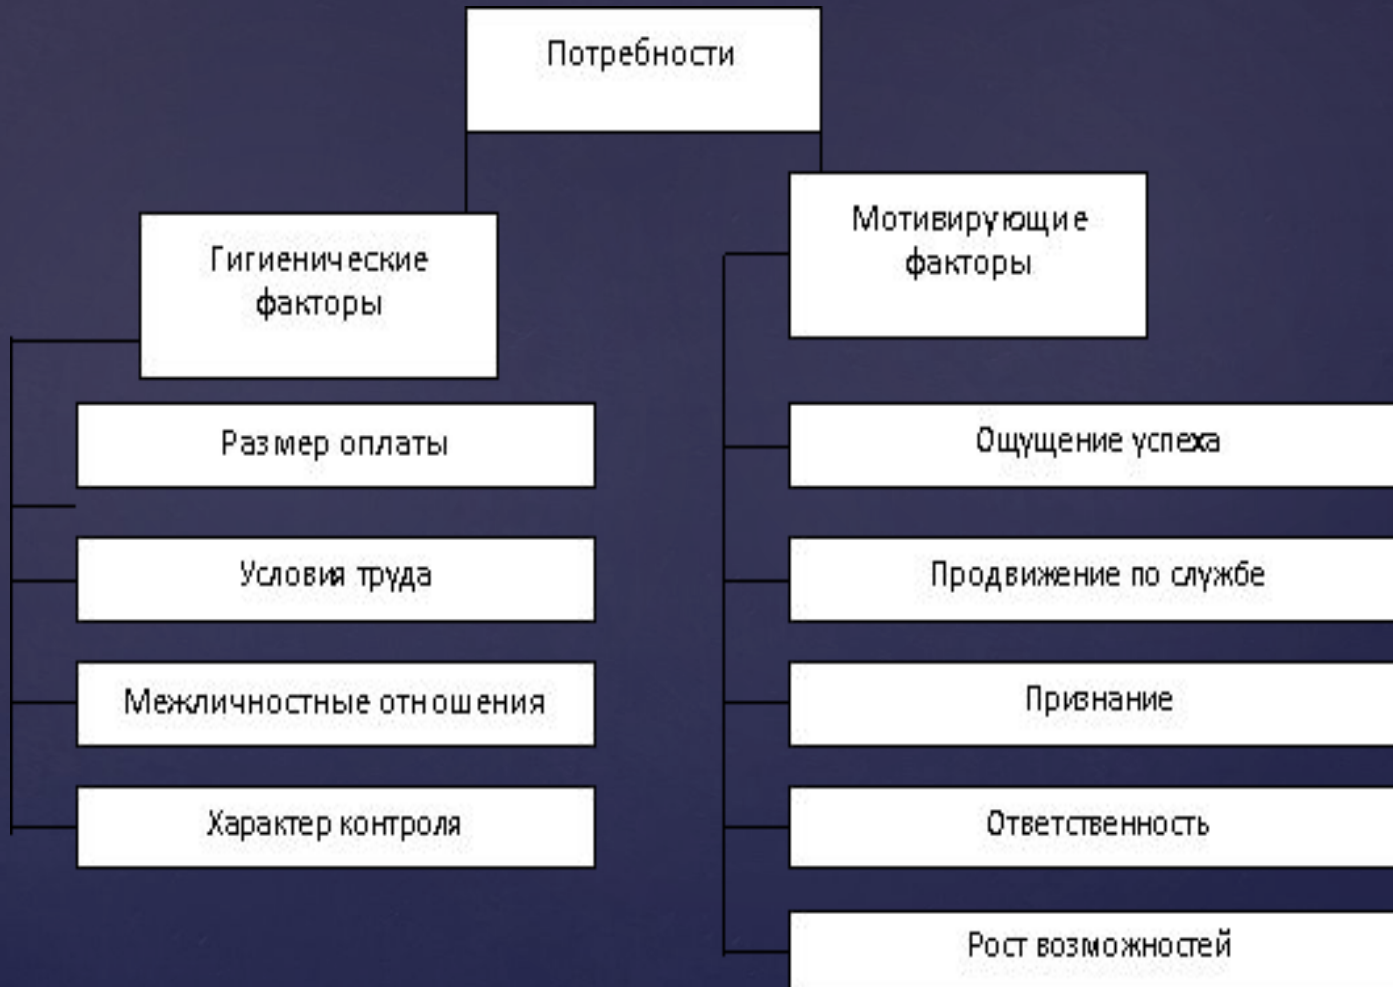 Потребности
Гигиенические
факторы
Размер оплаты
Условия труда
Межличностные отношения
Характер контроля
Мотивирующие
факторы
Ощущение успеха
Продвижение по службе
Признание
Ответственность
Рост возможностей